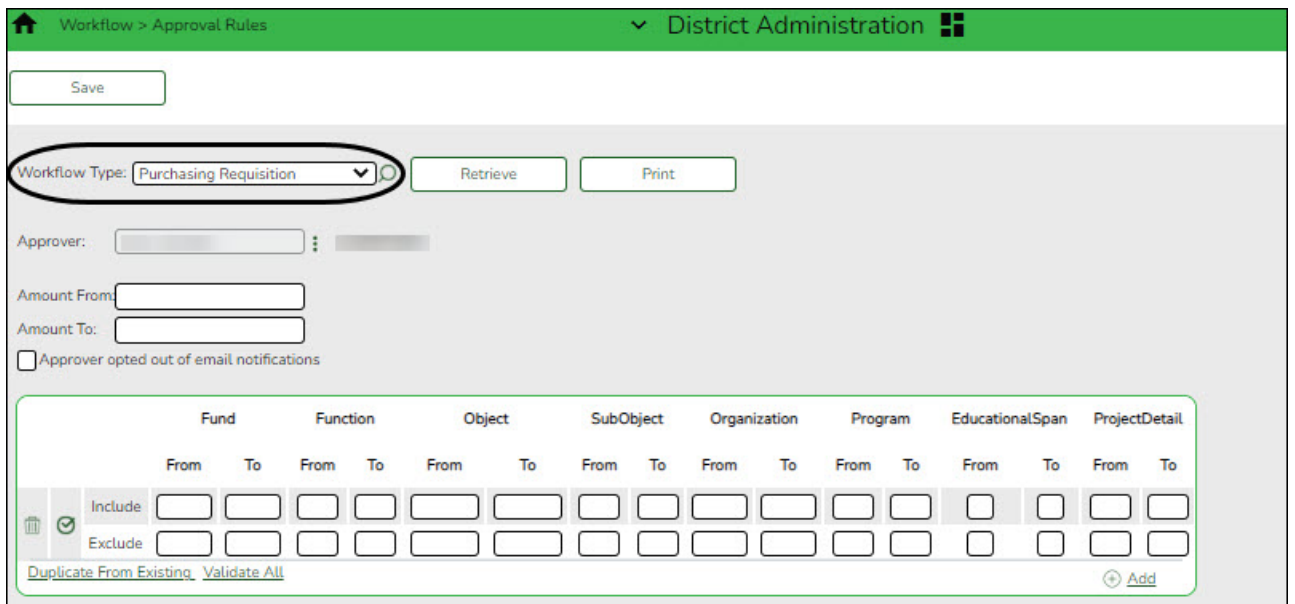 Workflow > Approval Rules District Administration
Save
Workflow Type: Purchasing Requisition Retrieve Print
Approver:
Amount From:
Amount To:
Approver opted out of email notifications
Fund Function Object SubObject Organization Program EducationalSpan ProjectDetail
From To From To From To From To From To From To From To From To
Include
Exclude
Duplicate From Existing Validate All Add